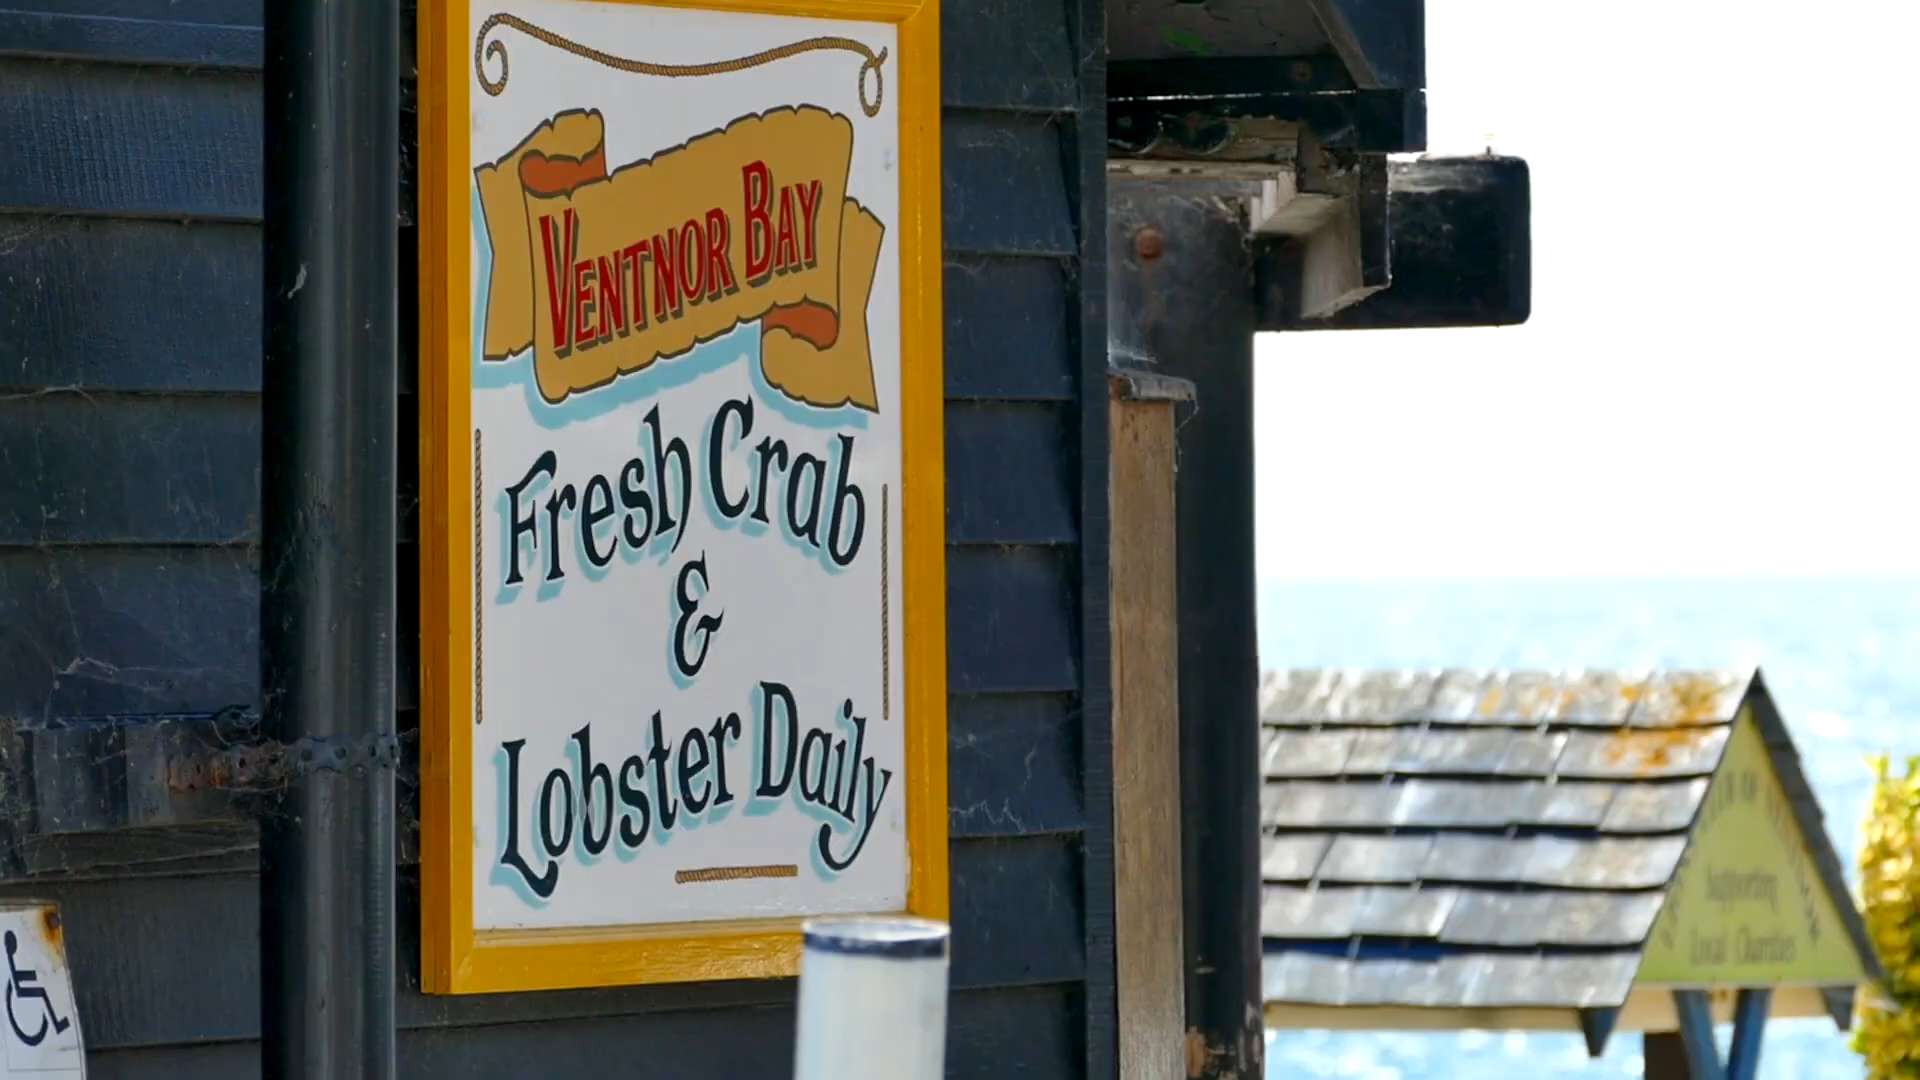 VENTNOR BAY
Fresh Crab
&
Lobster Daily
Supporting
Local Charities